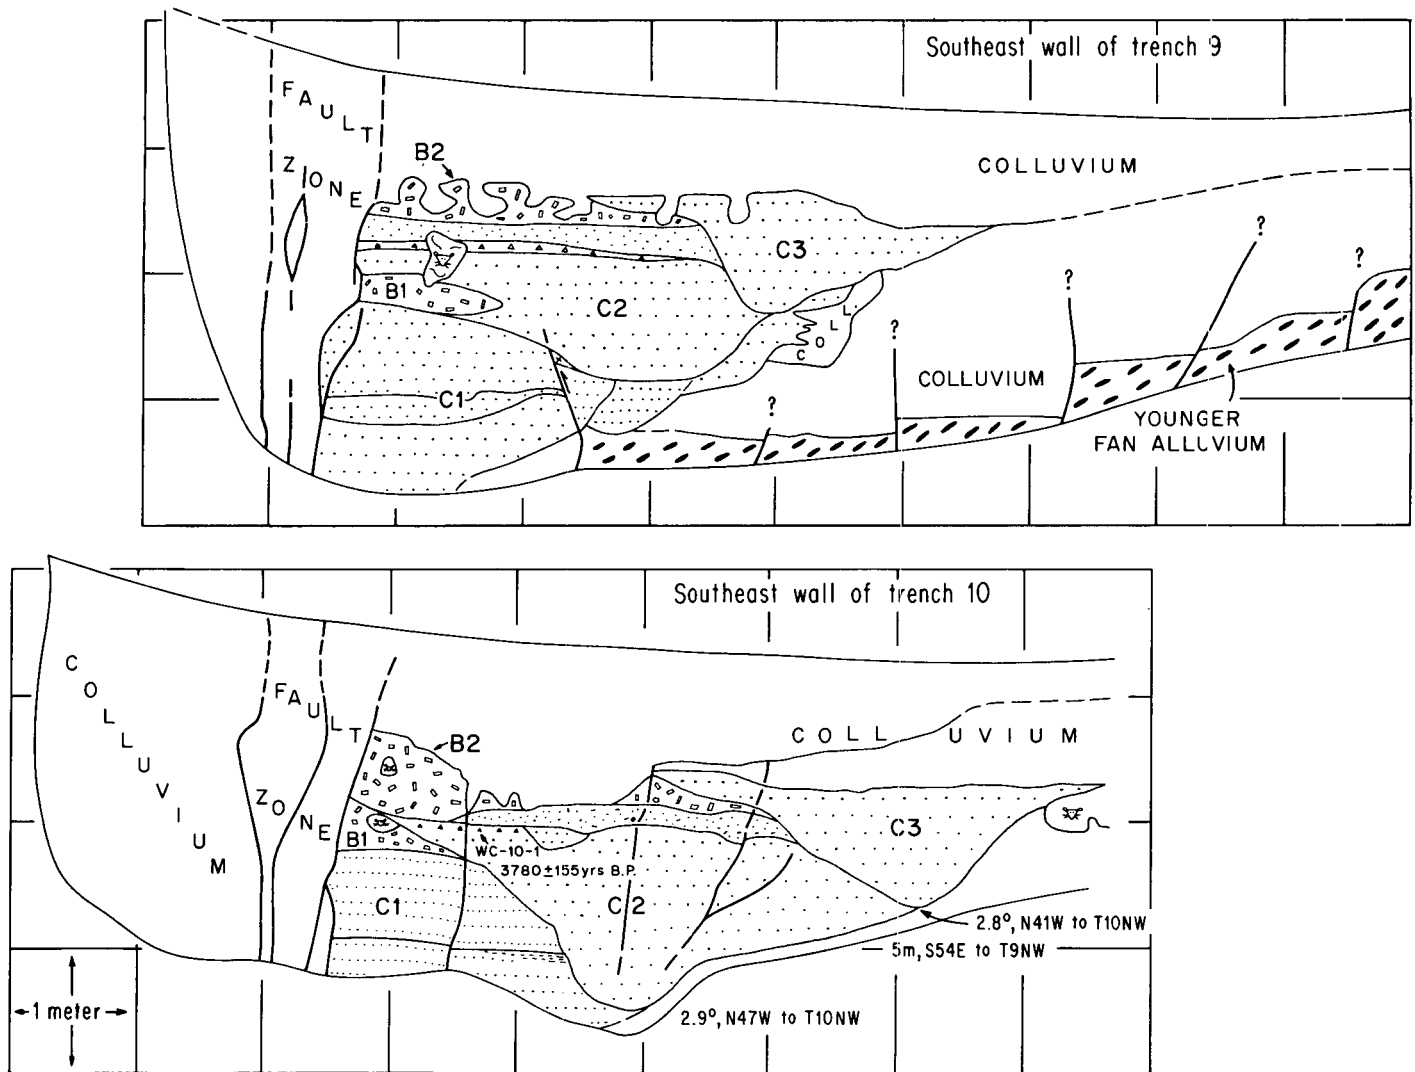 Southeast wall of trench 9
FAULT
ZONE
B2
COLLUVIUM
C3
?
?
?
B1
C2
COLL
?
COLLUVIUM
C1
?
YOUNGER
FAN ALLUVIUM
Southeast wall of trench 10
COLLUVIUM
FAULT
ZONE
B2
COLLUVIUM
B1
C3
WC-10-1
3780±155yrs B.P.
C1
C2
2.8°, N41W to T10NW
5m, S54E to T9NW
1 meter
2.9°, N47W to T10NW